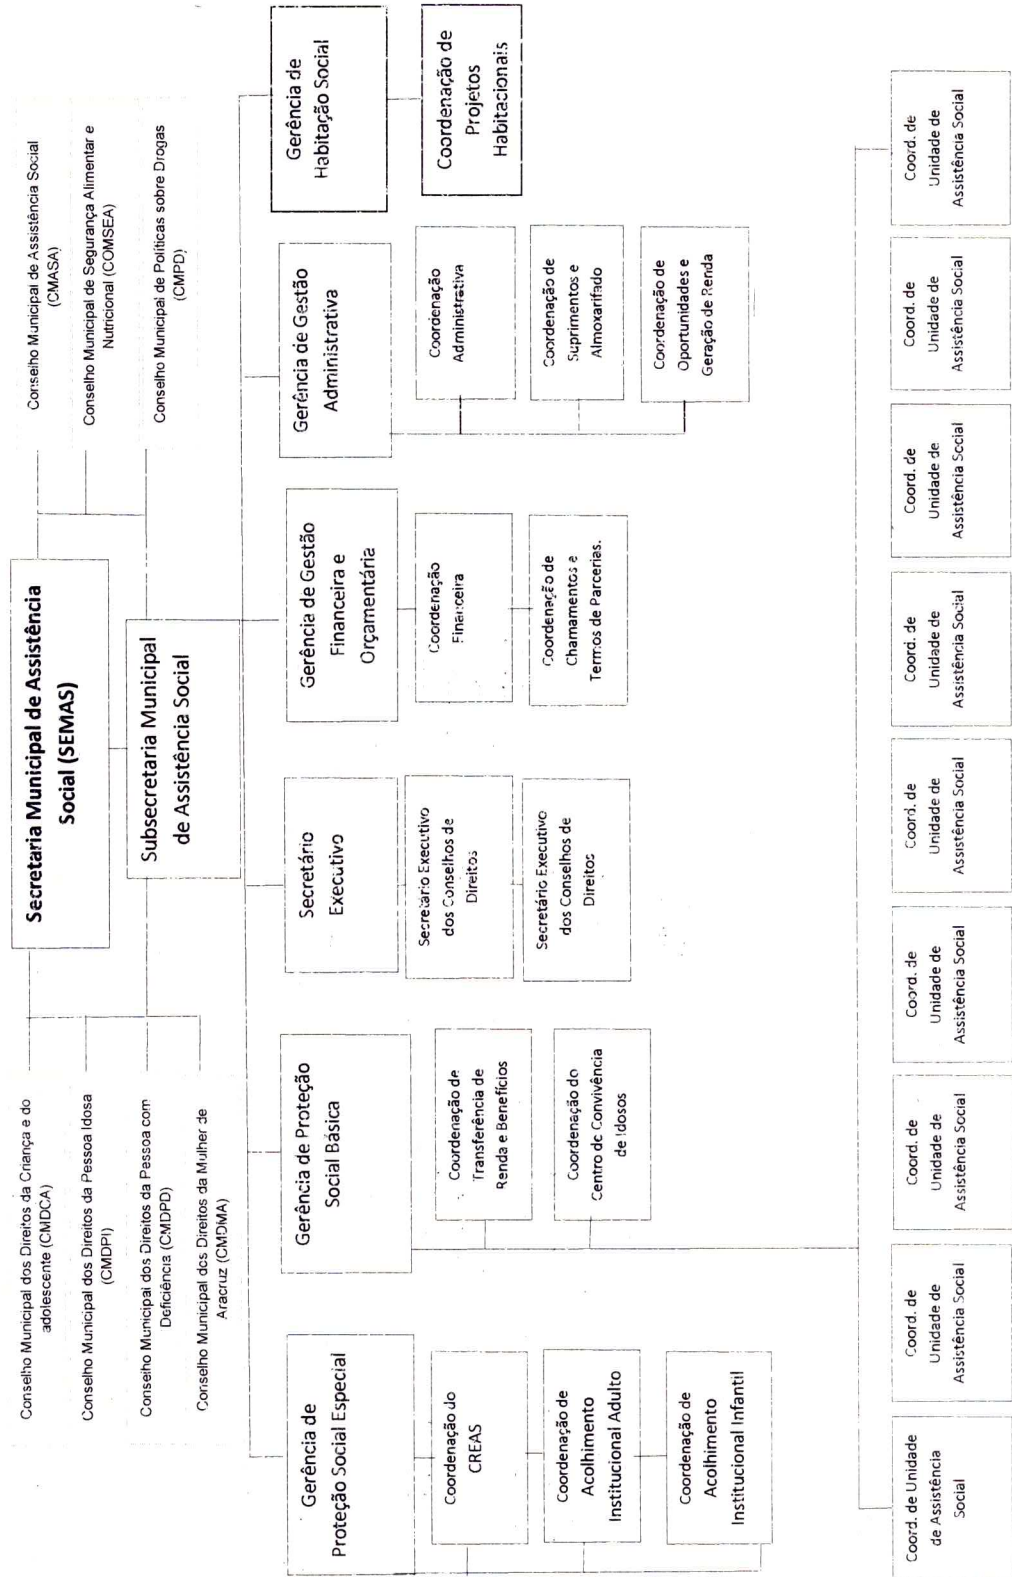 Secretaria Municipal de Assistência
Social (SEMAS)
Subsecretaria Municipal
de Assistência Social
Conselho Municipal dos Direitos da Criança e do
adolescente (CMDCA)
Conselho Municipal dos Direitos da Pessoa Idosa
(CMDPI)
Conselho Municipal dos Direitos da Pessoa com
Deficiência (CMDPD)
Conselho Municipal dos Direitos da Mulher de
Aracruz (CMDMA)
Conselho Municipal de Assistência Social
(CMASA)
Conselho Municipal de Segurança Alimentar e
Nutricional (COMSEA)
Conselho Municipal de Políticas sobre Drogas
(CMPD)
Gerência de
Proteção Social Especial
Coordenação do
CREAS
Coordenação de
Acolhimento
Institucional Adulto
Coordenação de
Acolhimento
Institucional Infantil
Gerência de Proteção
Social Básica
Coordenação de
Transferência de
Renda e Benefícios
Coordenação do
Centro de Convivência
de Idosos
Secretário
Executivo
Secretário Executivo
dos Conselhos de
Direitos
Secretário Executivo
dos Conselhos de
Direitos
Gerência de Gestão
Financeira e
Orçamentária
Coordenação
Financeira
Coordenação de
Chamamentos e
Termos de Parcerias.
Gerência de Gestão
Administrativa
Coordenação
Administrativa
Coordenação de
Suprimentos e
Almoxarifado
Coordenação de
Oportunidades e
Geração de Renda
Gerência de
Habitação Social
Coordenação de
Projetos
Habitacionais
Coord. de Unidade
de Assistência
Social
Coord. de
Unidade de
Assistência Social
Coord. de
Unidade de
Assistência Social
Coord. de
Unidade de
Assistência Social
Coord. de
Unidade de
Assistência Social
Coord. de
Unidade de
Assistência Social
Coord. de
Unidade de
Assistência Social
Coord. de
Unidade de
Assistência Social
Coord. de
Unidade de
Assistência Social